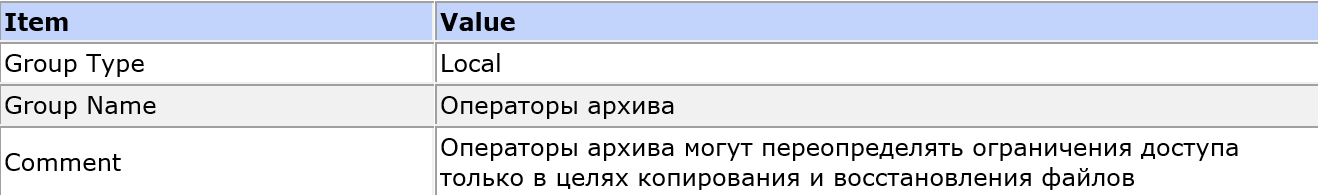 Item Value
Group Type Local
Group Name Операторы архива
Comment Операторы архива могут переопределять ограничения доступа
только в целях копирования и восстановления файлов